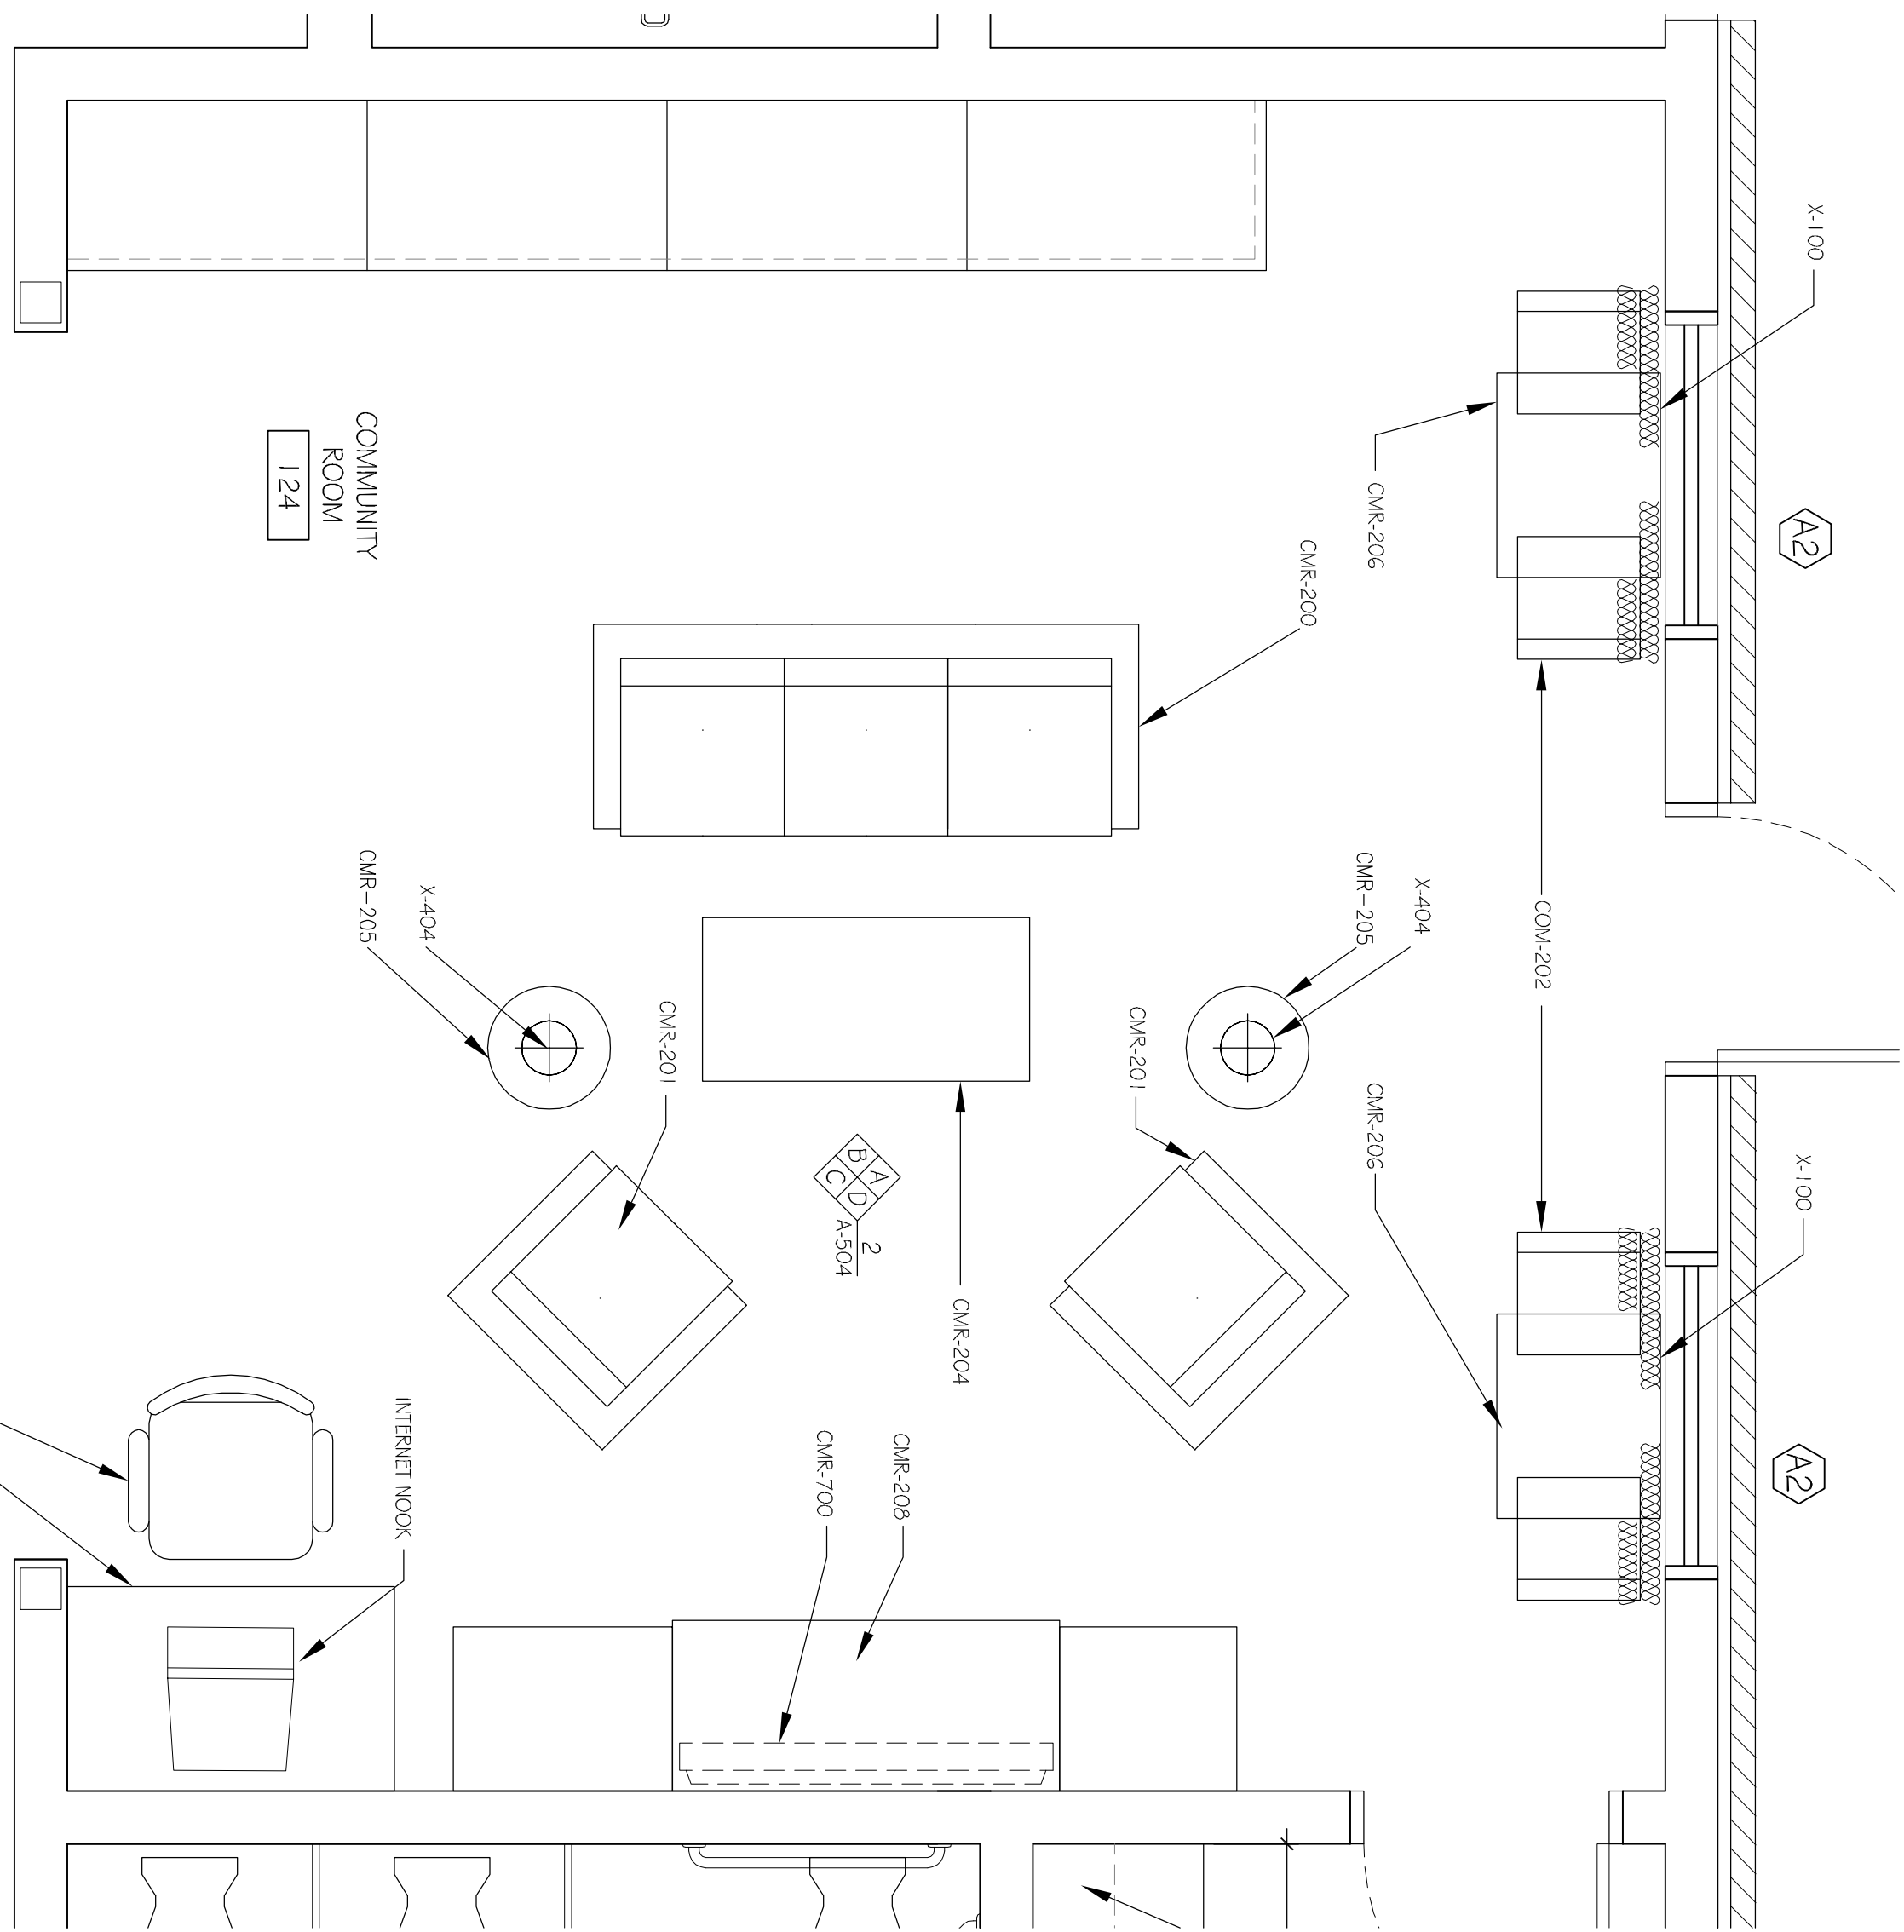 X-100
A2
CMR-206
CMR-200
COMMUNITY
ROOM
124
COM-202
X-404
CMR-205
X-404
CMR-205
CMR-201
CMR-201
CMR-206
X-100
A2
A
B
C
D
2
A-504
CMR-204
CMR-208
CMR-700
INTERNET NOOK